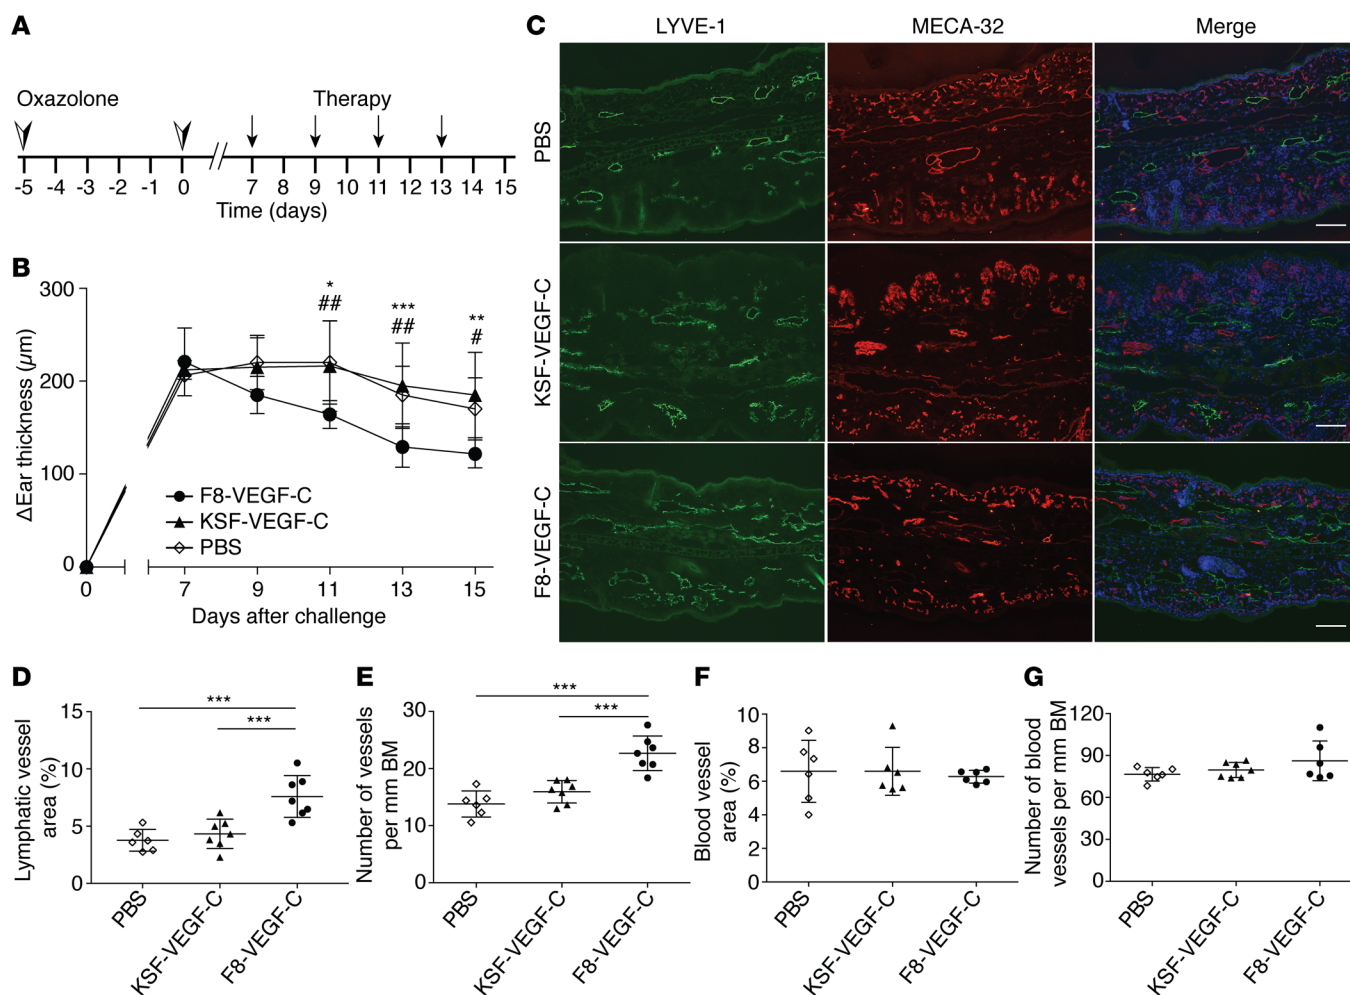 A
Oxazolone Therapy
-5 -4 -3 -2 -1 0 7 8 9 10 11 12 13 14 15
Time (days)
B
ΔEar thickness (µm)
300
200
100
0
*
##
***
##
**
#
F8-VEGF-C
KSF-VEGF-C
PBS
0 7 9 11 13 15
Days after challenge
C
LYVE-1 MECA-32 Merge
PBS
KSF-VEGF-C
F8-VEGF-C
D
Lymphatic vessel
area (%)
15
10
5
0
***
***
PBS
KSF-VEGF-C
F8-VEGF-C
E
Number of vessels
per mm BM
30
20
10
0
***
***
PBS
KSF-VEGF-C
F8-VEGF-C
F
Blood vessel
area (%)
10
8
6
4
2
0
PBS
KSF-VEGF-C
F8-VEGF-C
G
Number of blood
vessels per mm BM
120
90
60
30
0
PBS
KSF-VEGF-C
F8-VEGF-C